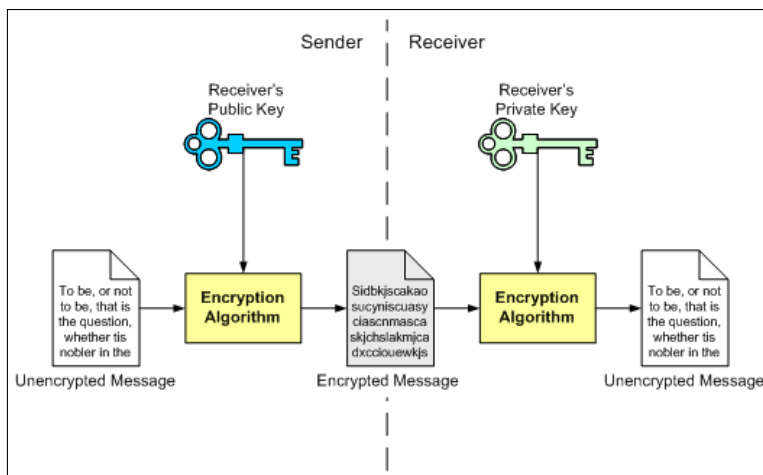 Sender
Receiver
Receiver's
Public Key
Receiver's
Private Key
To be, or not
to be, that is
the question,
whether tis
nobler in the
Unencrypted Message
Encryption
Algorithm
Sidbkjscakao
sucyniscuasy
ciascnmasca
skjchslakmjca
dxcciouewkjs
Encrypted Message
Encryption
Algorithm
To be, or not
to be, that is
the question,
whether tis
nobler in the
Unencrypted Message